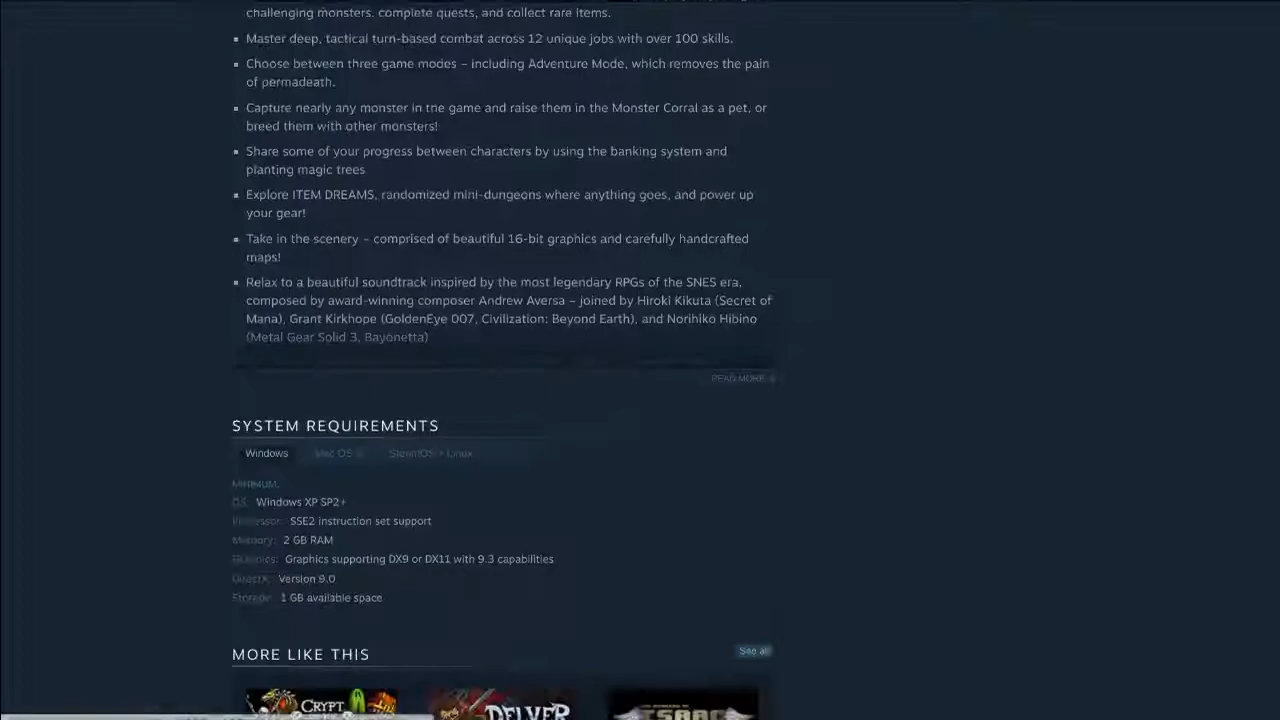 challenging monsters. complete quests, and collect rare items.
Master deep, tactical turn-based combat across 12 unique jobs with over 100 skills.
Choose between three game modes – including Adventure Mode, which removes the pain
of permadeath.
Capture nearly any monster in the game and raise them in the Monster Corral as a pet, or
breed them with other monsters!
Share some of your progress between characters by using the banking system and
planting magic trees
Explore ITEM DREAMS, randomized mini-dungeons where anything goes, and power up
your gear!
Take in the scenery – comprised of beautiful 16-bit graphics and carefully handcrafted
maps!
Relax to a beautiful soundtrack inspired by the most legendary RPGs of the SNES era,
composed by award-winning composer Andrew Aversa – joined by Hiroki Kikuta (Secret of
Mana), Grant Kirkhope (GoldenEye 007, Civilization: Beyond Earth), and Norihiko Hibino
(Metal Gear Solid 3, Bayonetta)
READ MORE
SYSTEM REQUIREMENTS
Windows Mac OS SteamOS + Linux
MINIMUM:
OS: Windows XP SP2+
Processor: SSE2 instruction set support
Memory: 2 GB RAM
Graphics: Graphics supporting DX9 or DX11 with 9.3 capabilities
DirectX: Version 9.0
Storage: 1 GB available space
MORE LIKE THIS See all
CRYPT DELVER ISAAC